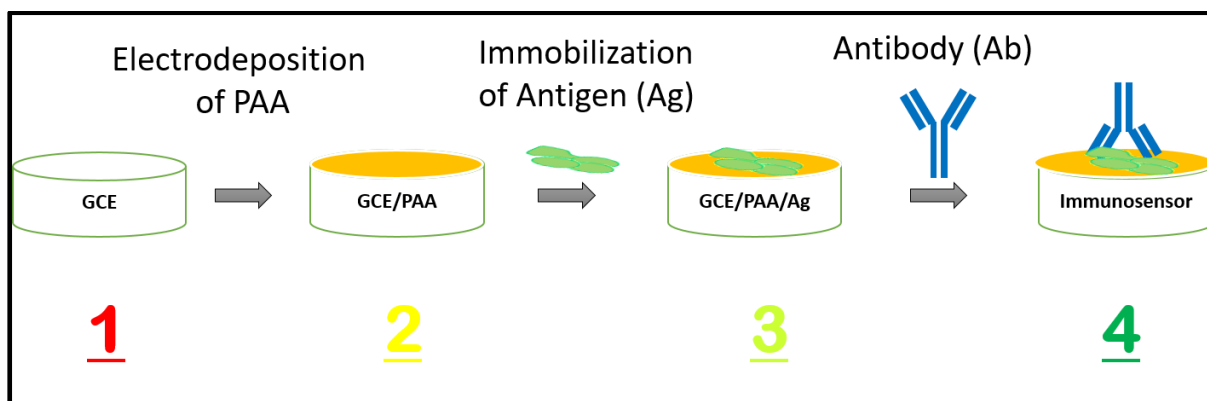 Electrodeposition
of PAA
Immobilization
of Antigen (Ag)
Antibody (Ab)
GCE
GCE/PAA
GCE/PAA/Ag
Immunosensor
1
2
3
4